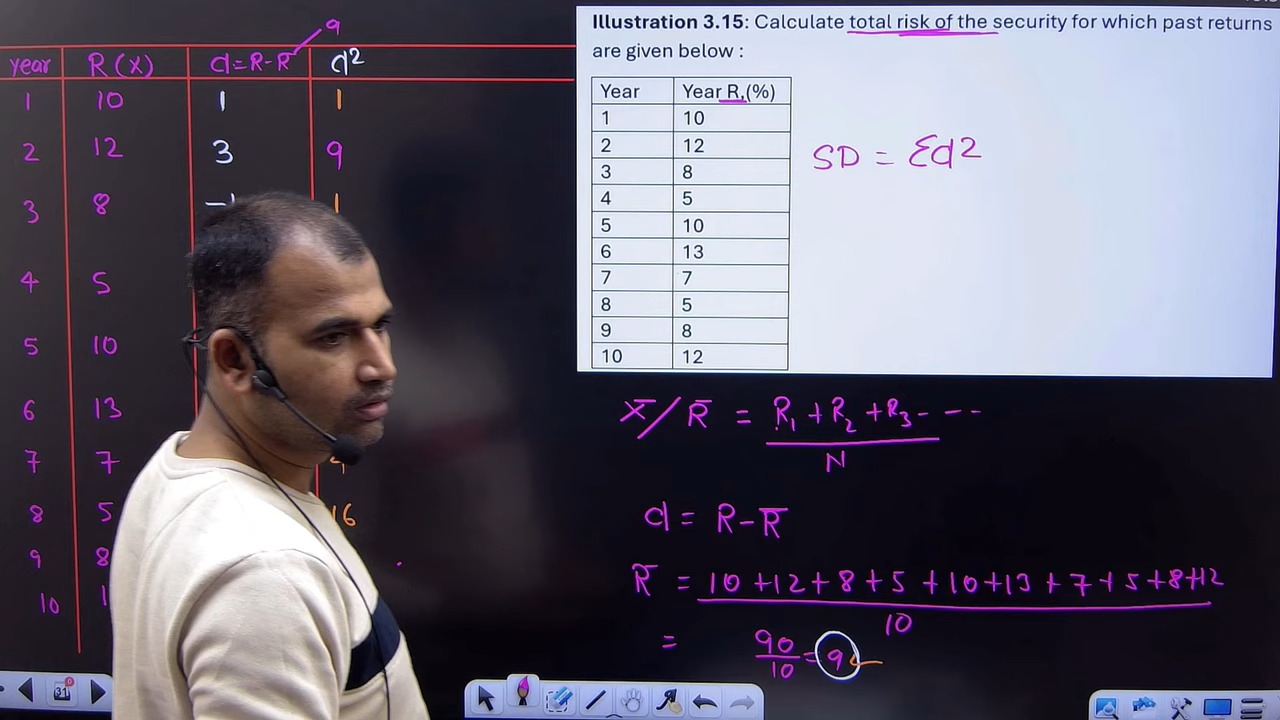 9
year R(X) d=R-R̅ d2
1 10 1 1
2 12 3 9
3 8 -1 1
4 5
5 10
6 13
7 7
8 5 16
9 8
10 1
31
Illustration 3.15: Calculate total risk of the security for which past returns
are given below :
Year Year R,(%)
1 10
2 12
3 8
4 5
5 10
6 13
7 7
8 5
9 8
10 12
SD = Σd2
X̅/R̅ = R1+R2+R3- --
N
d= R-R̅
R̅ = 10+12+8+5+10+13+7+5+8+12
10
= 90/10 = 9